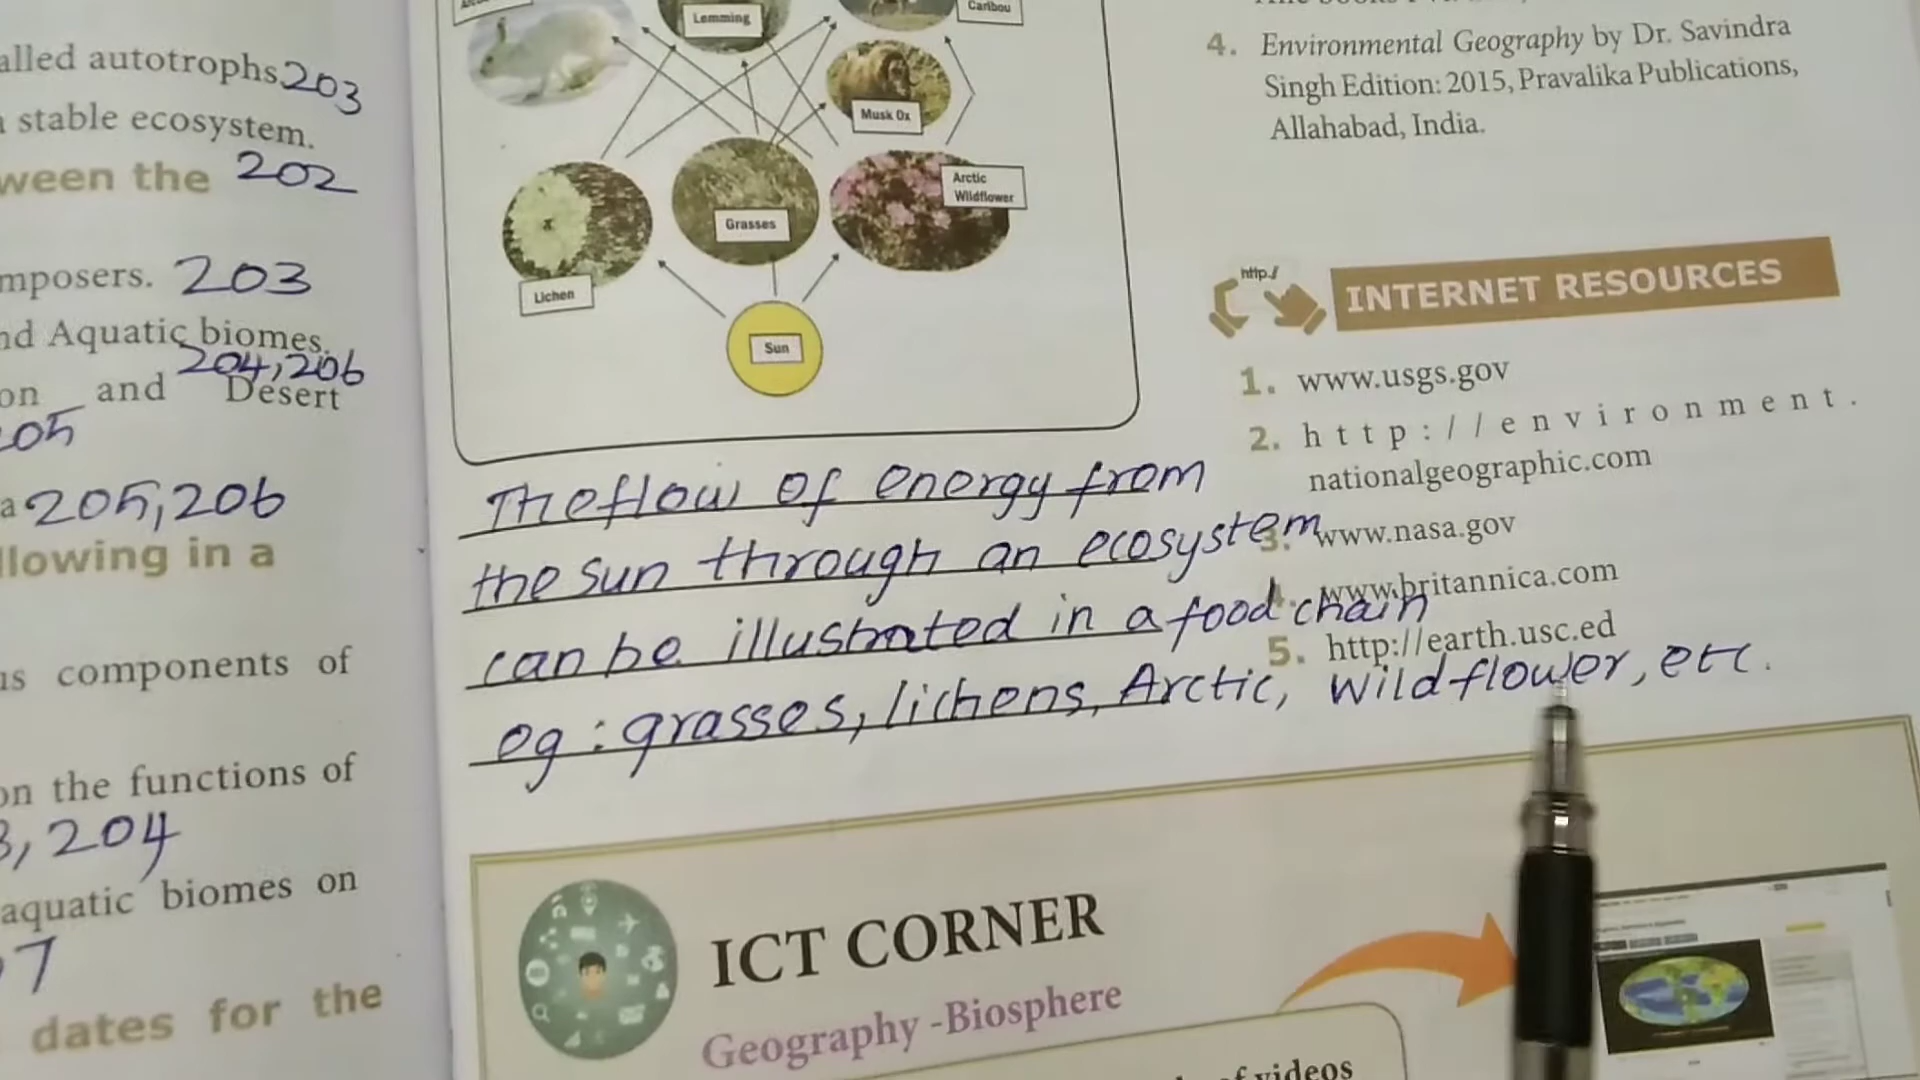 alled autotrophs. 203
stable ecosystem.
ween the 202
mposers. 203
nd Aquatic biomes.
204,206
on and Desert
205
a 205,206
llowing in a
us components of
on the functions of
3, 204
aquatic biomes on
7
dates for the
Lemming
Caribou
Musk Ox
Arctic
Wildflower
Grasses
Lichen
Sun
The flow of energy from
the sun through an ecosystem
can be illustrated in a food chain
eg: grasses, lichens, Arctic, Wildflower, etc.
4. Environmental Geography by Dr. Savindra
Singh Edition: 2015, Pravalika Publications,
Allahabad, India.
http://
INTERNET RESOURCES
1. www.usgs.gov
2. http://environment.
nationalgeographic.com
3. www.nasa.gov
4. www.britannica.com
5. http://earth.usc.ed
ICT CORNER
Geography -Biosphere
of videos